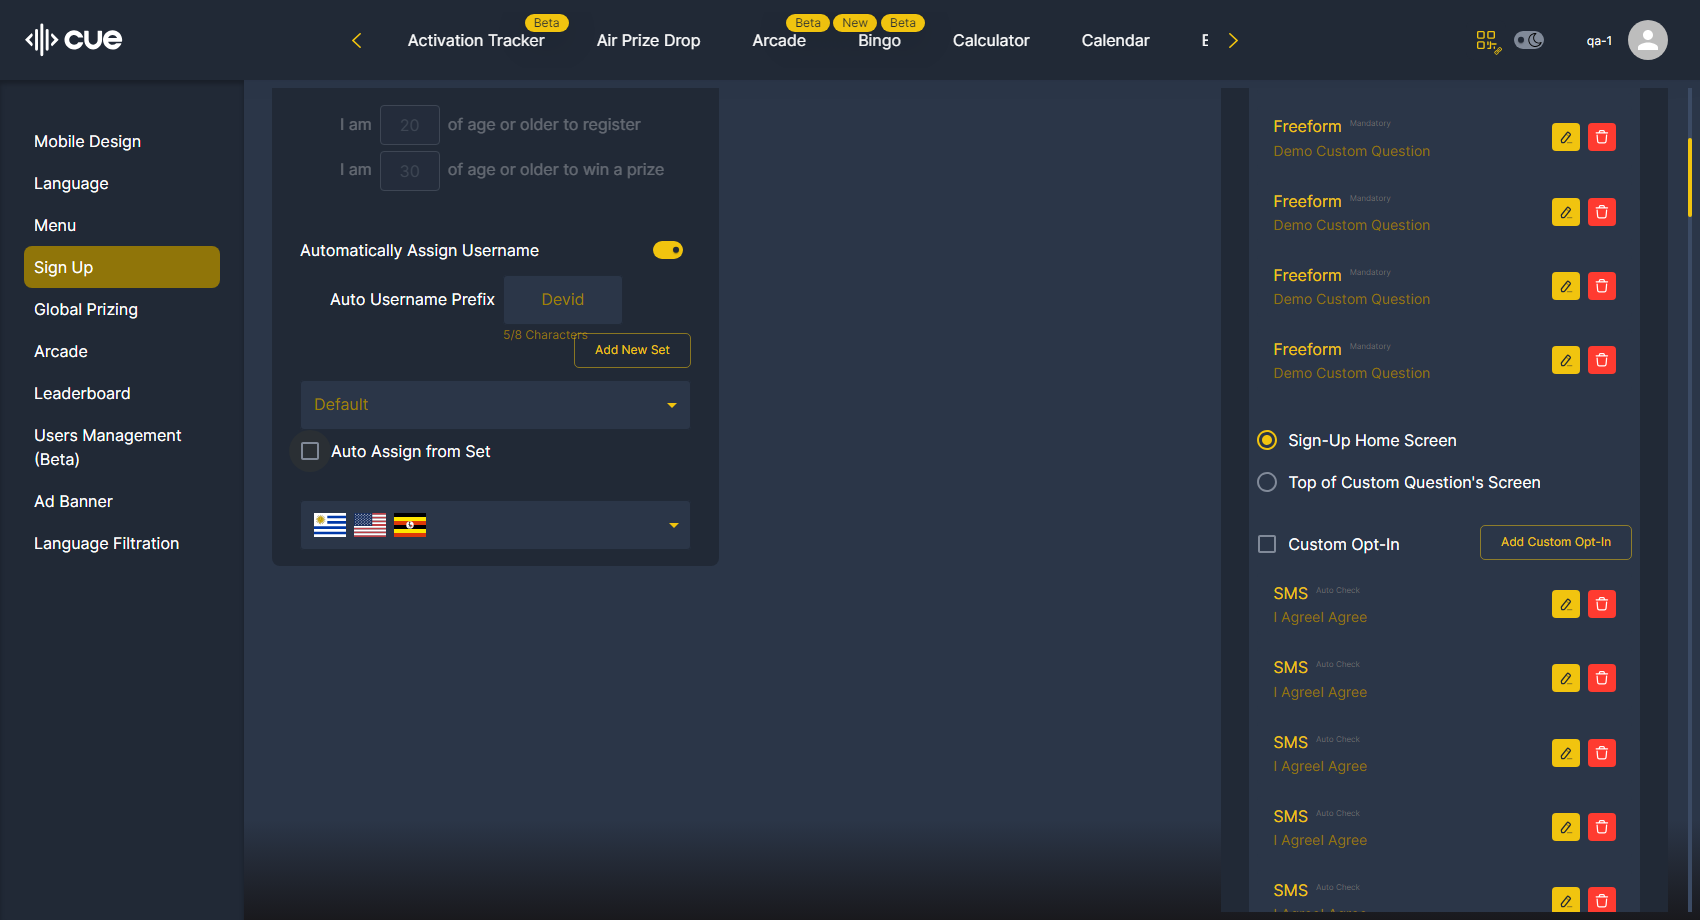 cue
Activation Tracker
Beta
Air Prize Drop
Arcade
Beta
New
Bingo
Beta
Calculator
Calendar
qa-1
Mobile Design
Language
Menu
Sign Up
Global Prizing
Arcade
Leaderboard
Users Management
(Beta)
Ad Banner
Language Filtration
I am 20 of age or older to register
I am 30 of age or older to win a prize
Automatically Assign Username
Auto Username Prefix Devid
5/8 Characters
Add New Set
Default
Auto Assign from Set
Freeform Mandatory
Demo Custom Question
Freeform Mandatory
Demo Custom Question
Freeform Mandatory
Demo Custom Question
Freeform Mandatory
Demo Custom Question
Sign-Up Home Screen
Top of Custom Question's Screen
Custom Opt-In
Add Custom Opt-In
SMS Auto Check
I AgreeI Agree
SMS Auto Check
I AgreeI Agree
SMS Auto Check
I AgreeI Agree
SMS Auto Check
I AgreeI Agree
SMS Auto Check